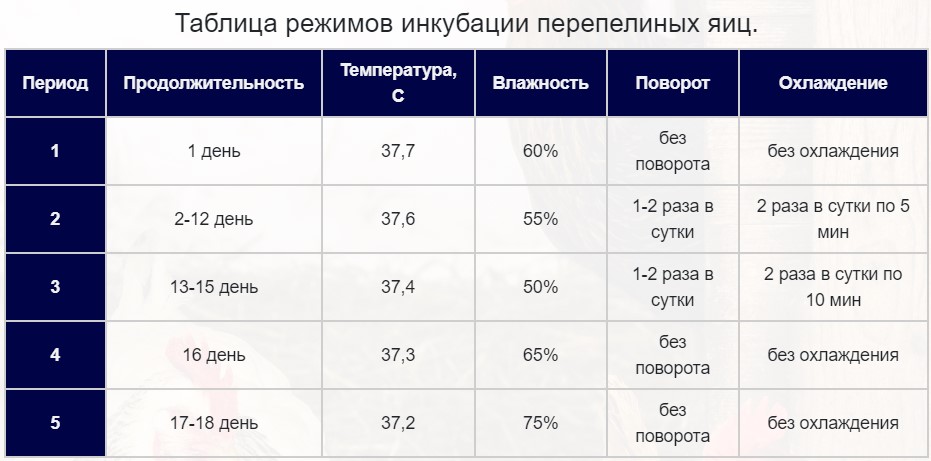 Таблица режимов инкубации перепелиных яиц.
Период Продолжительность Температура, С Влажность Поворот Охлаждение
1 1 день 37,7 60% без поворота без охлаждения
2 2-12 день 37,6 55% 1-2 раза в сутки 2 раза в сутки по 5 мин
3 13-15 день 37,4 50% 1-2 раза в сутки 2 раза в сутки по 10 мин
4 16 день 37,3 65% без поворота без охлаждения
5 17-18 день 37,2 75% без поворота без охлаждения